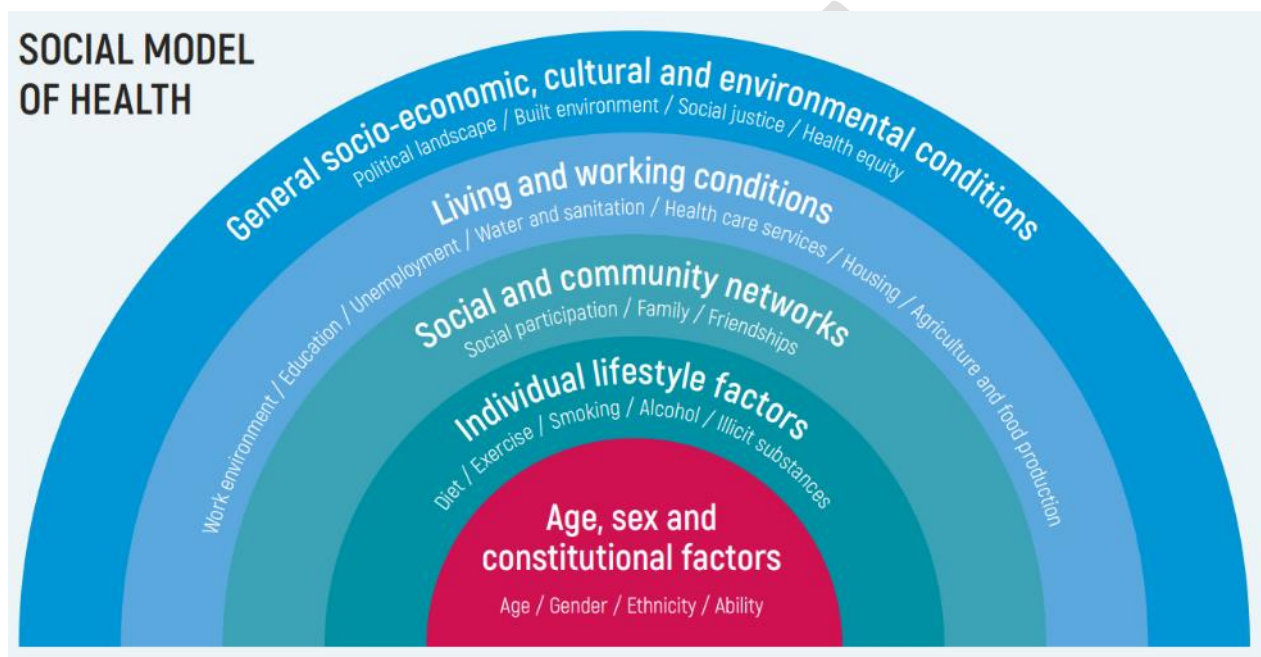 SOCIAL MODEL
OF HEALTH
General socio-economic, cultural and environmental conditions
Political landscape / Built environment / Social justice / Health equity
Living and working conditions
Work environment / Education / Unemployment / Water and sanitation / Health care services / Housing / Agriculture and food production
Social and community networks
Social participation / Family / Friendships
Individual lifestyle factors
Diet / Exercise / Smoking / Alcohol / Illicit substances
Age, sex and
constitutional factors
Age / Gender / Ethnicity / Ability